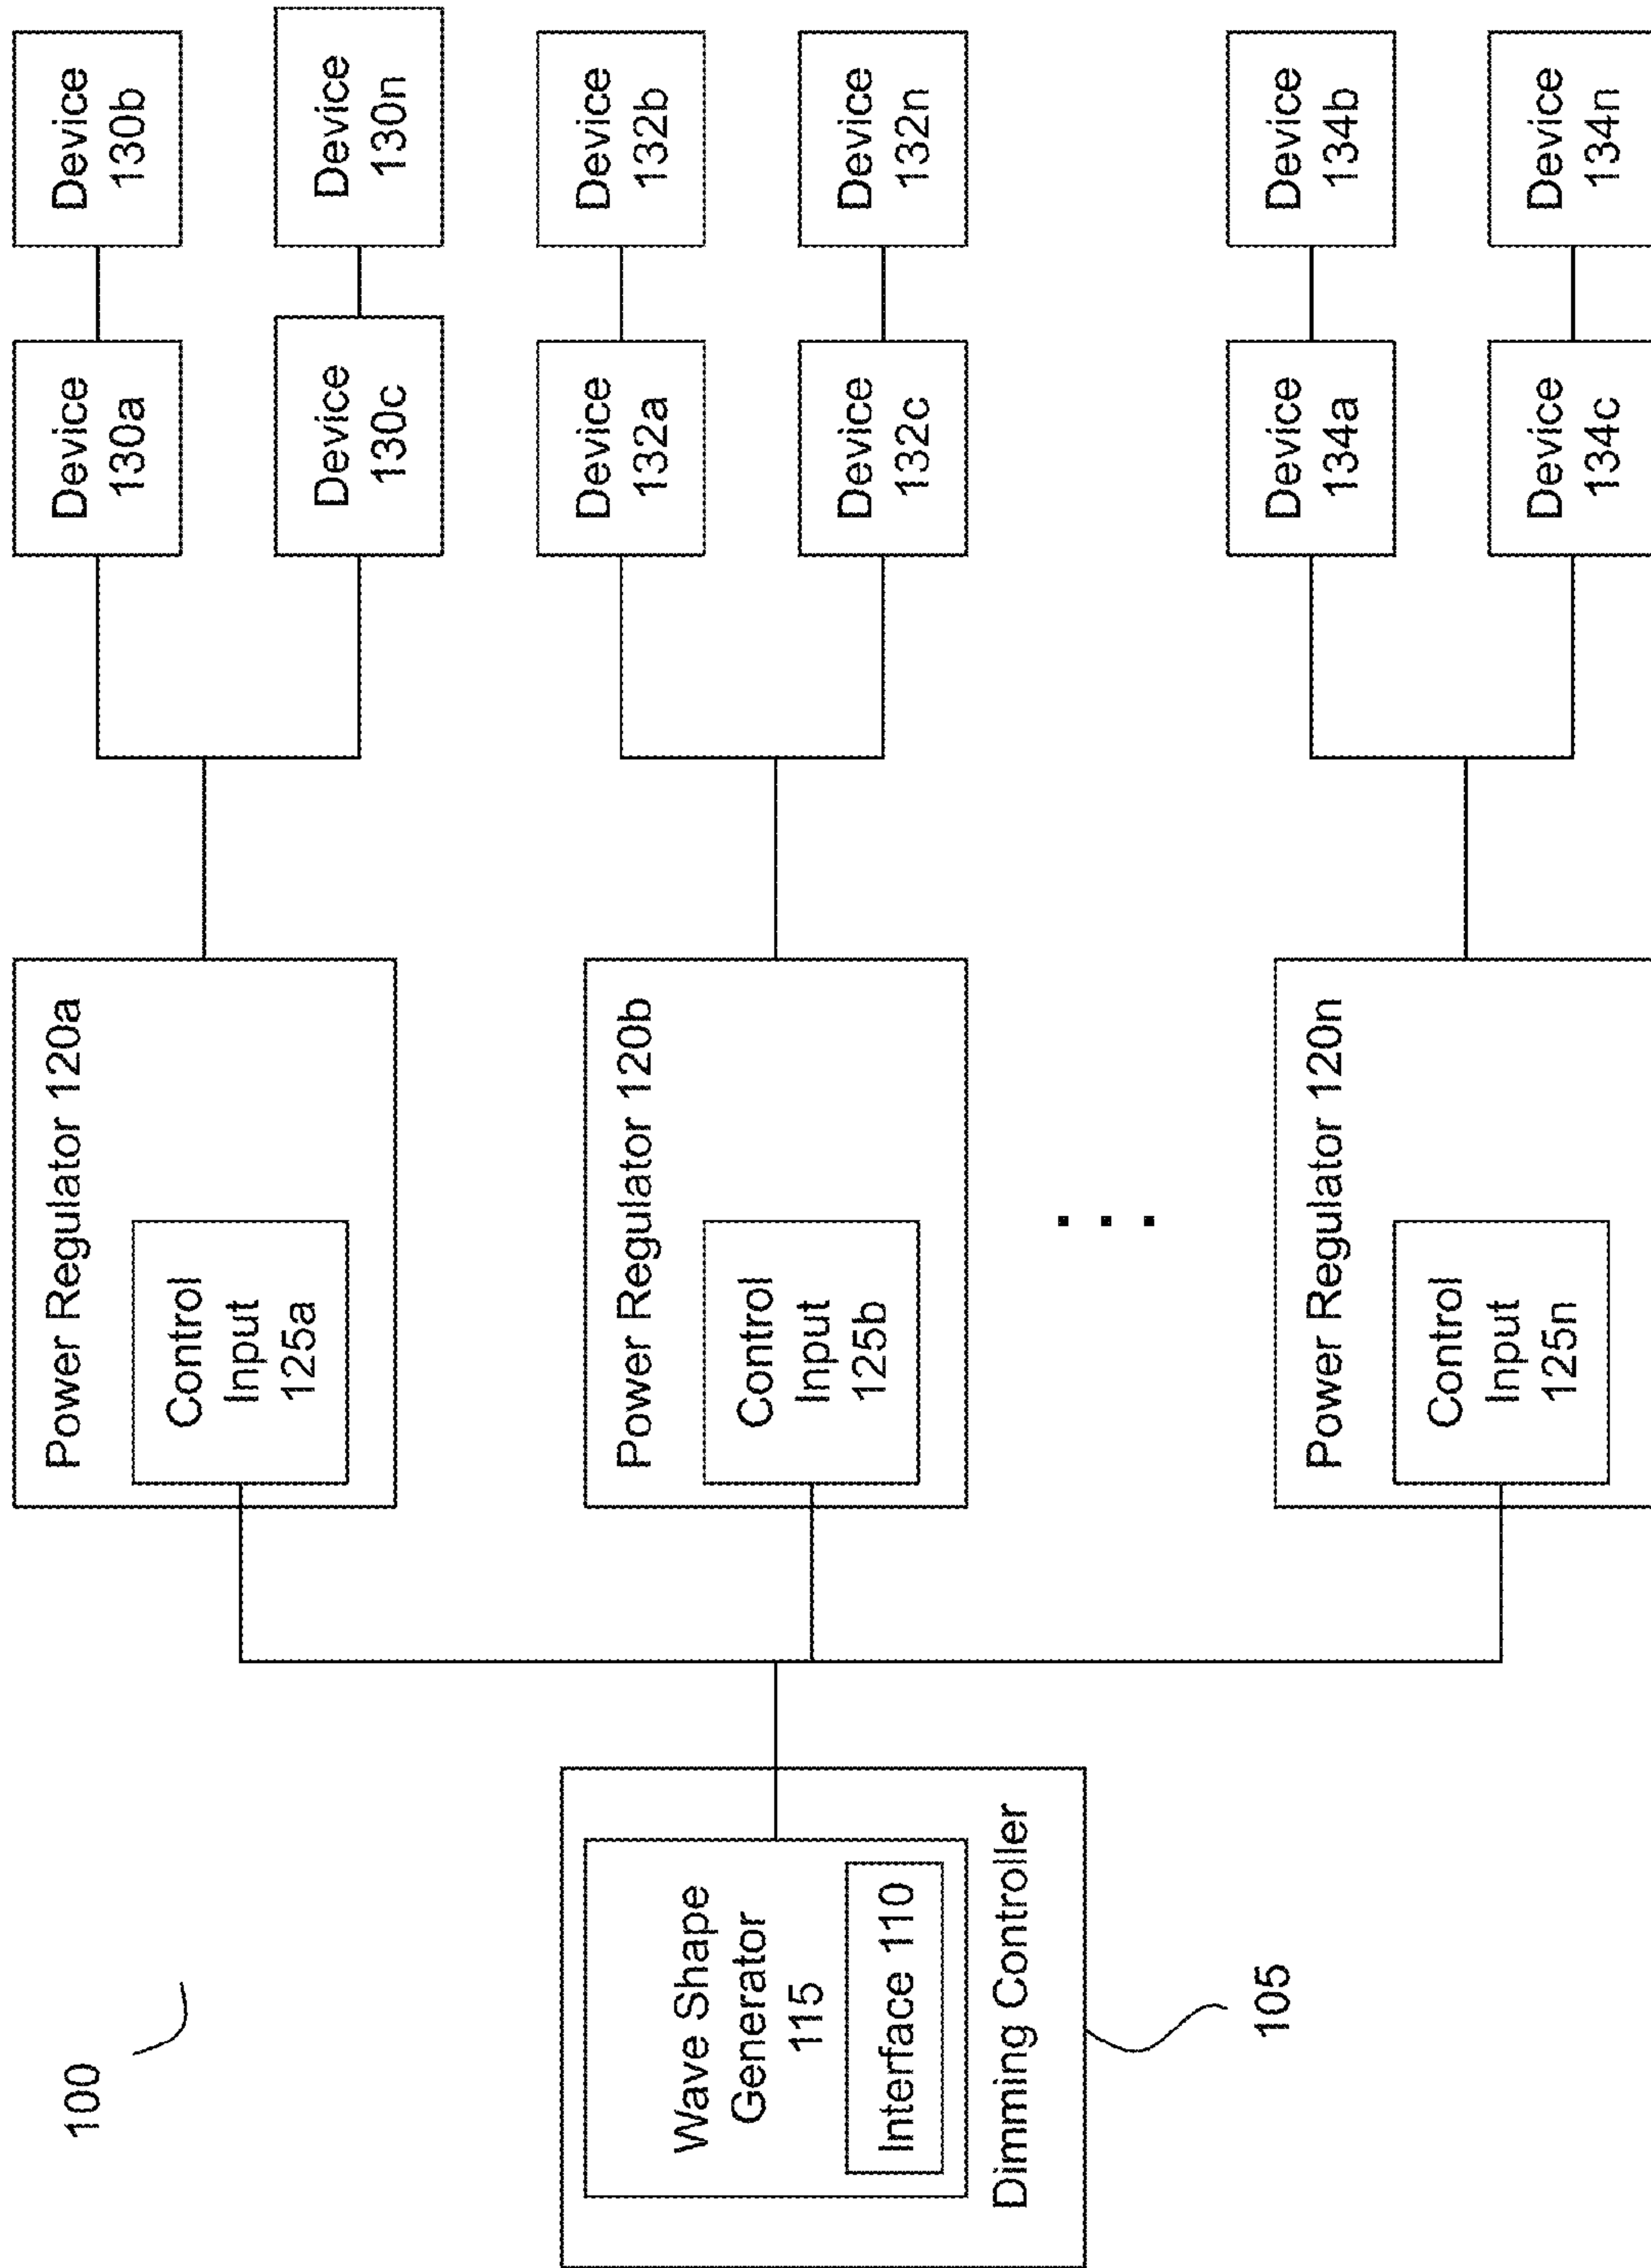 100
Wave Shape
Generator
115
Interface 110
Dimming Controller
105
Power Regulator 120a
Control
Input
125a
Power Regulator 120b
Control
Input
125b
. . .
Power Regulator 120n
Control
Input
125n
Device
130a
Device
130b
Device
130c
Device
130n
Device
132a
Device
132b
Device
132c
Device
132n
Device
134a
Device
134b
Device
134c
Device
134n